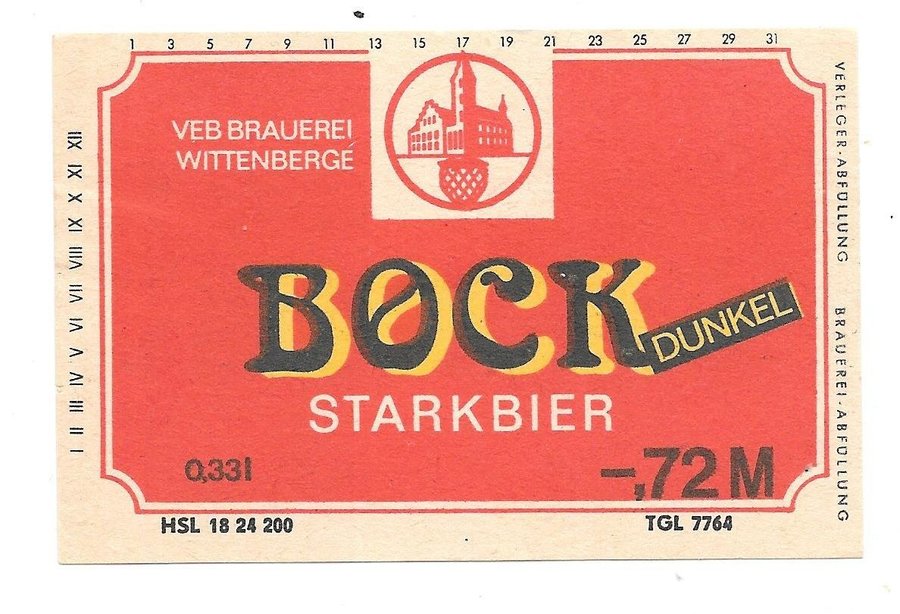 1 3 5 7 9 11 13 15 17 19 21 23 25 27 29 31
VEB BRAUEREI
WITTENBERGE
BOCK
DUNKEL
STARKBIER
0,33l
-,72 M
HSL 18 24 200
TGL 7764
I II III IV V VI VII VIII IX X XI XII
VERLEGER-ABFÜLLUNG BRAUEREI-ABFÜLLUNG